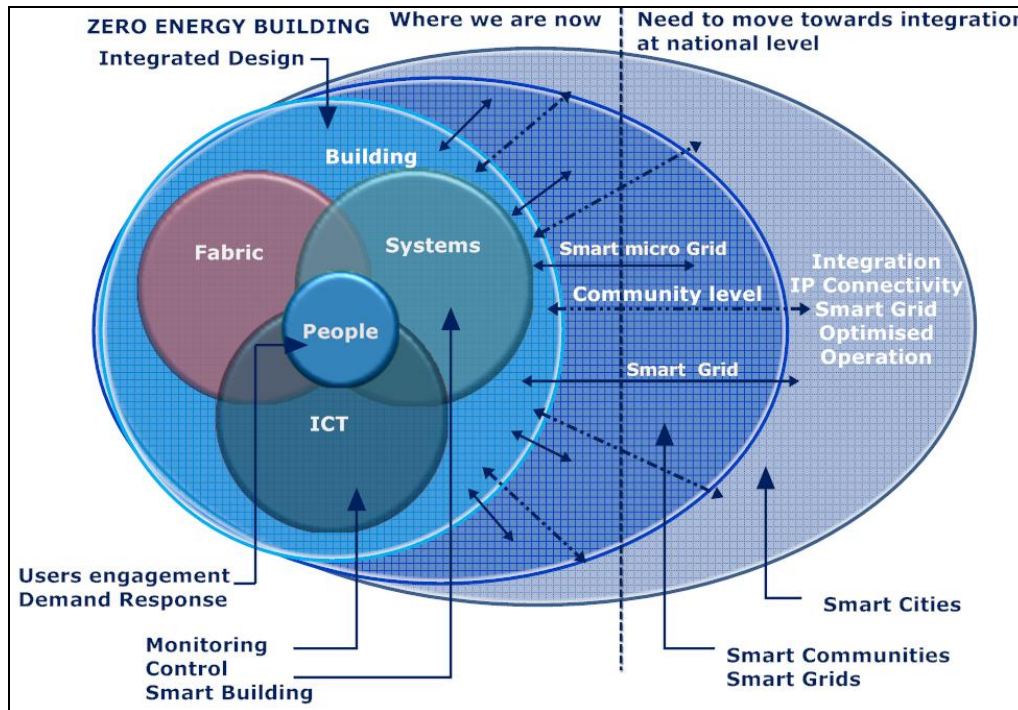 ZERO ENERGY BUILDING
Integrated Design
Where we are now
Need to move towards integration
at national level
Building
Fabric
Systems
People
ICT
Smart micro Grid
Community level
Smart Grid
Integration
IP Connectivity
Smart Grid
Optimised
Operation
Users engagement
Demand Response
Monitoring
Control
Smart Building
Smart Cities
Smart Communities
Smart Grids